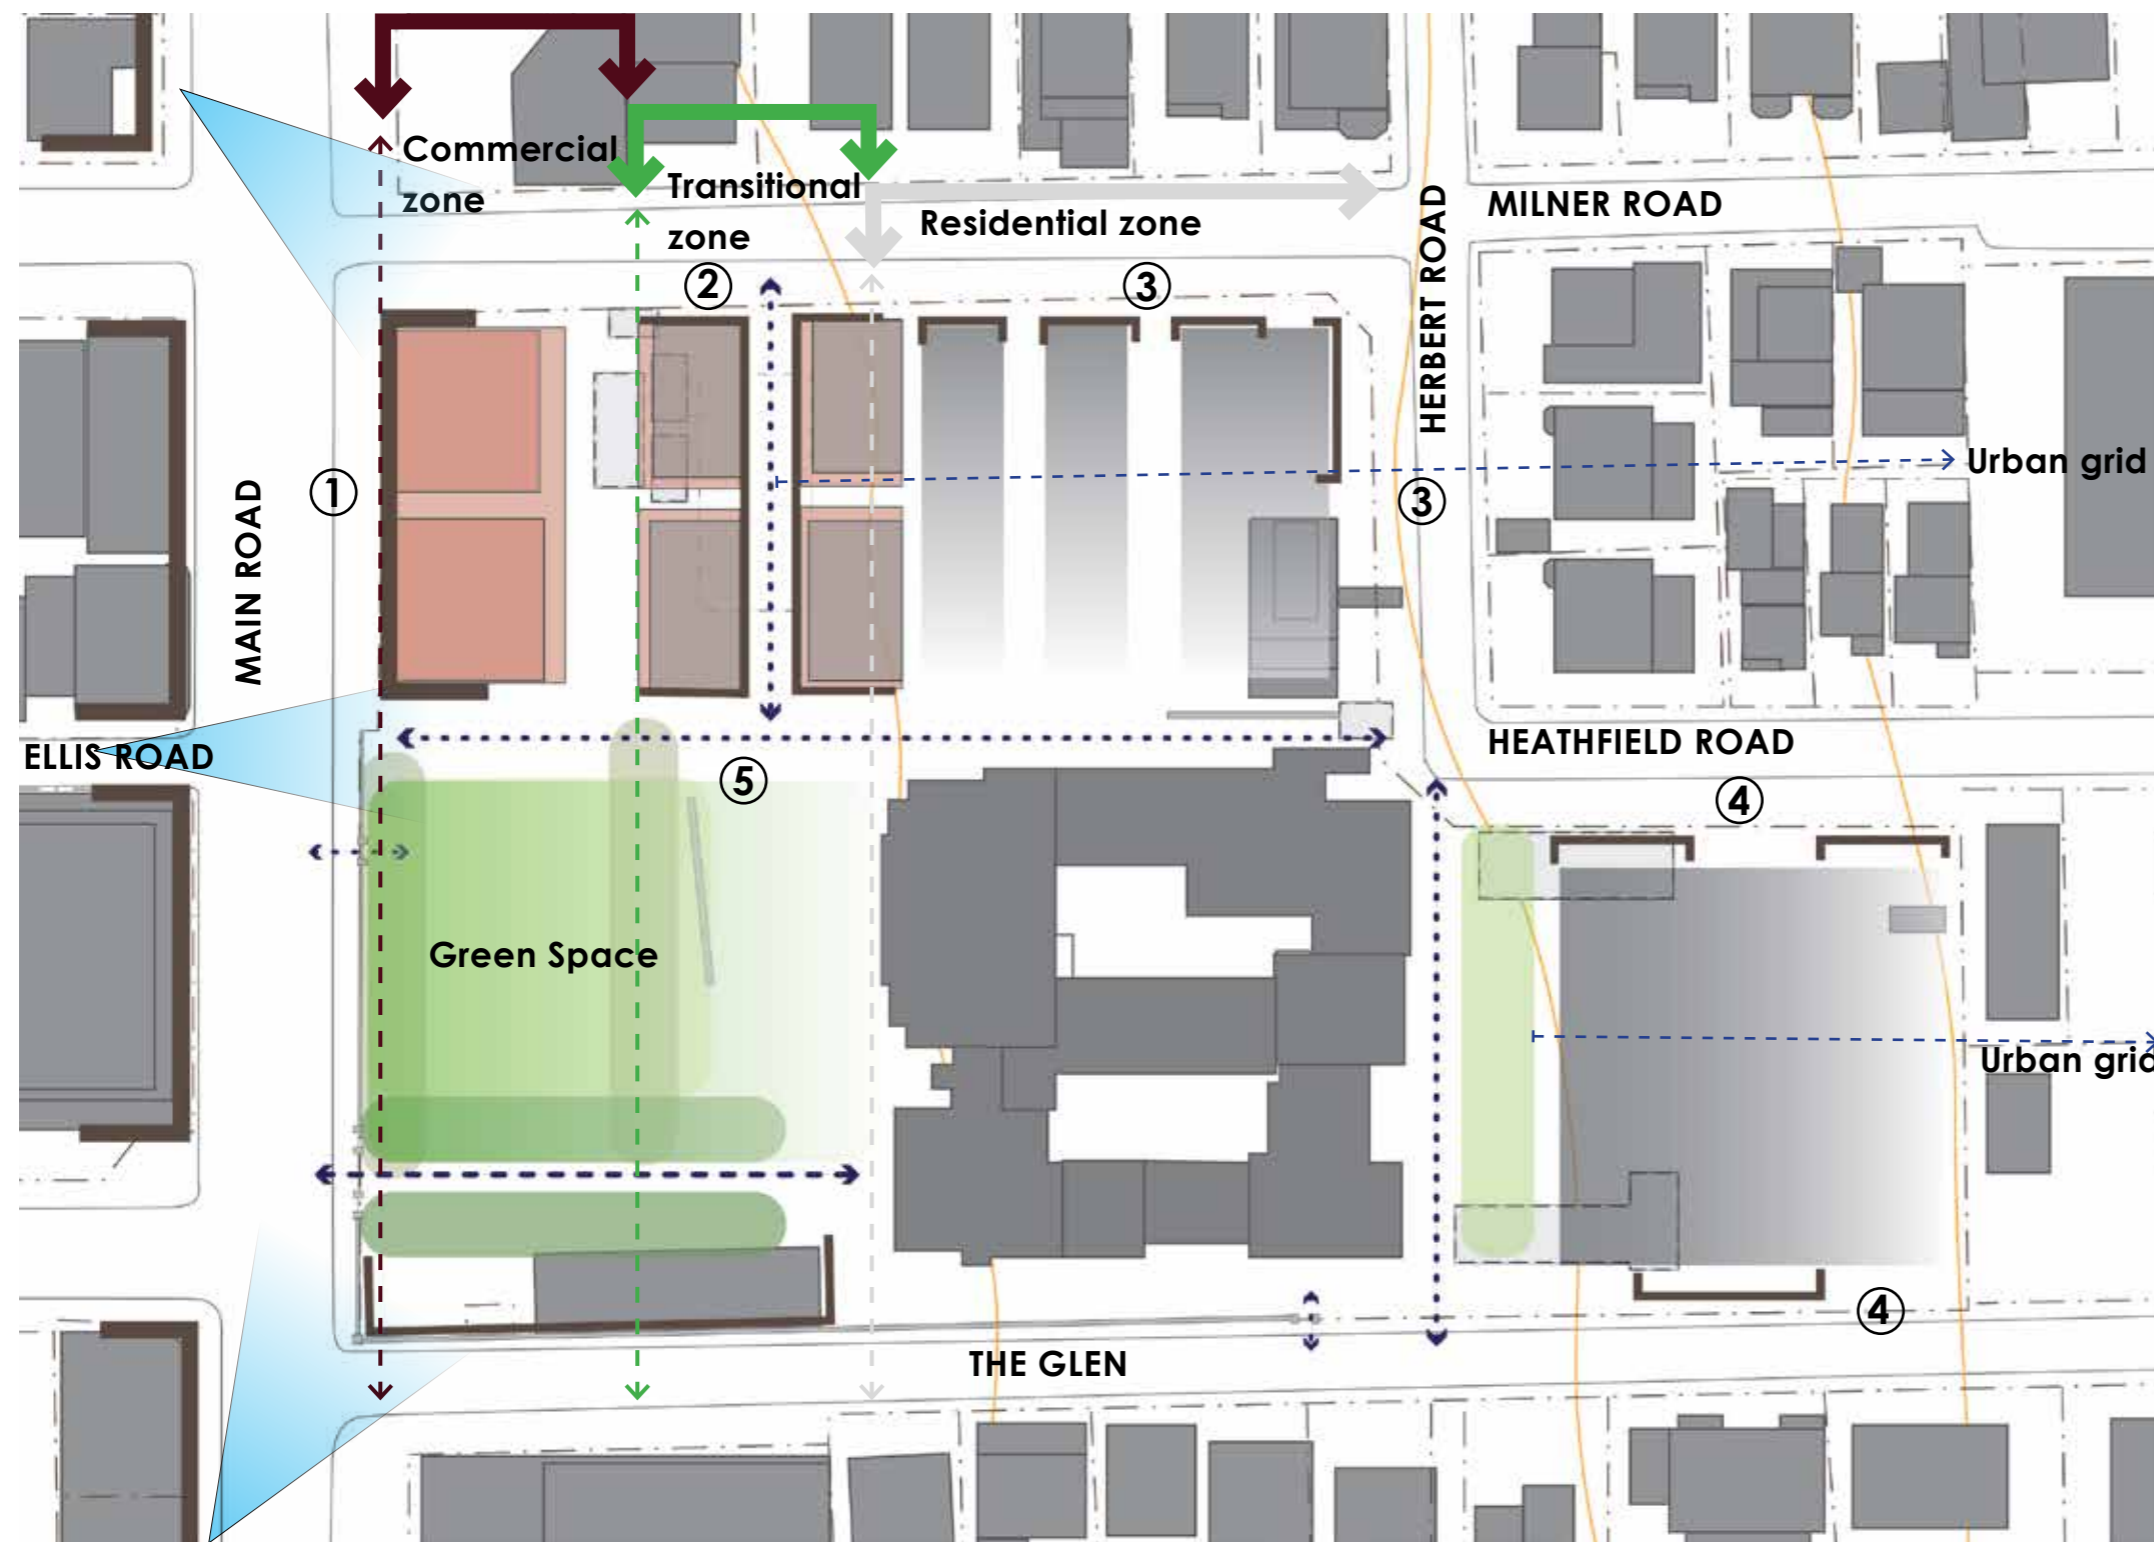 Commercial
zone
Transitional
zone
Residential zone
MILNER ROAD
HERBERT ROAD
②
③
Urban grid
①
③
MAIN ROAD
ELLIS ROAD
HEATHFIELD ROAD
⑤
④
Green Space
Urban grid
④
THE GLEN